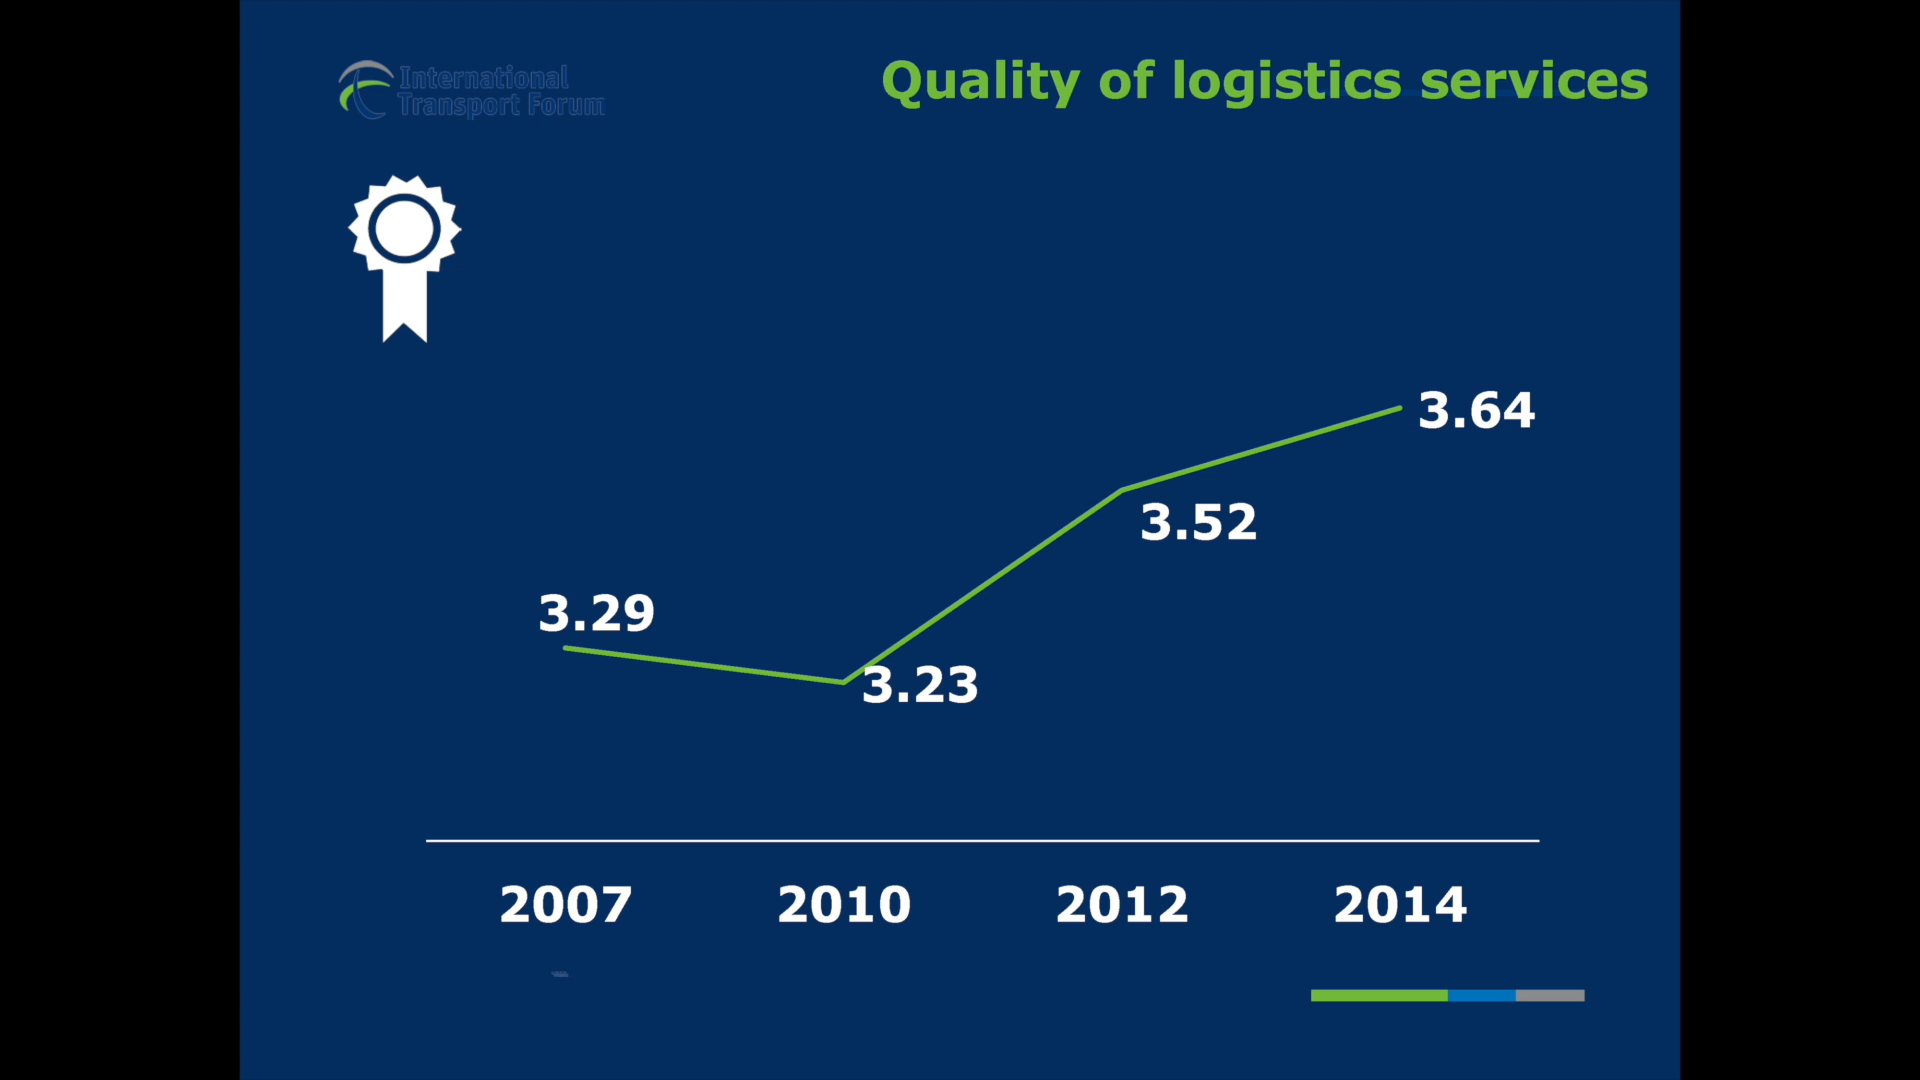 International
Transport Forum
Quality of logistics services
3.64
3.52
3.29
3.23
2007 2010 2012 2014